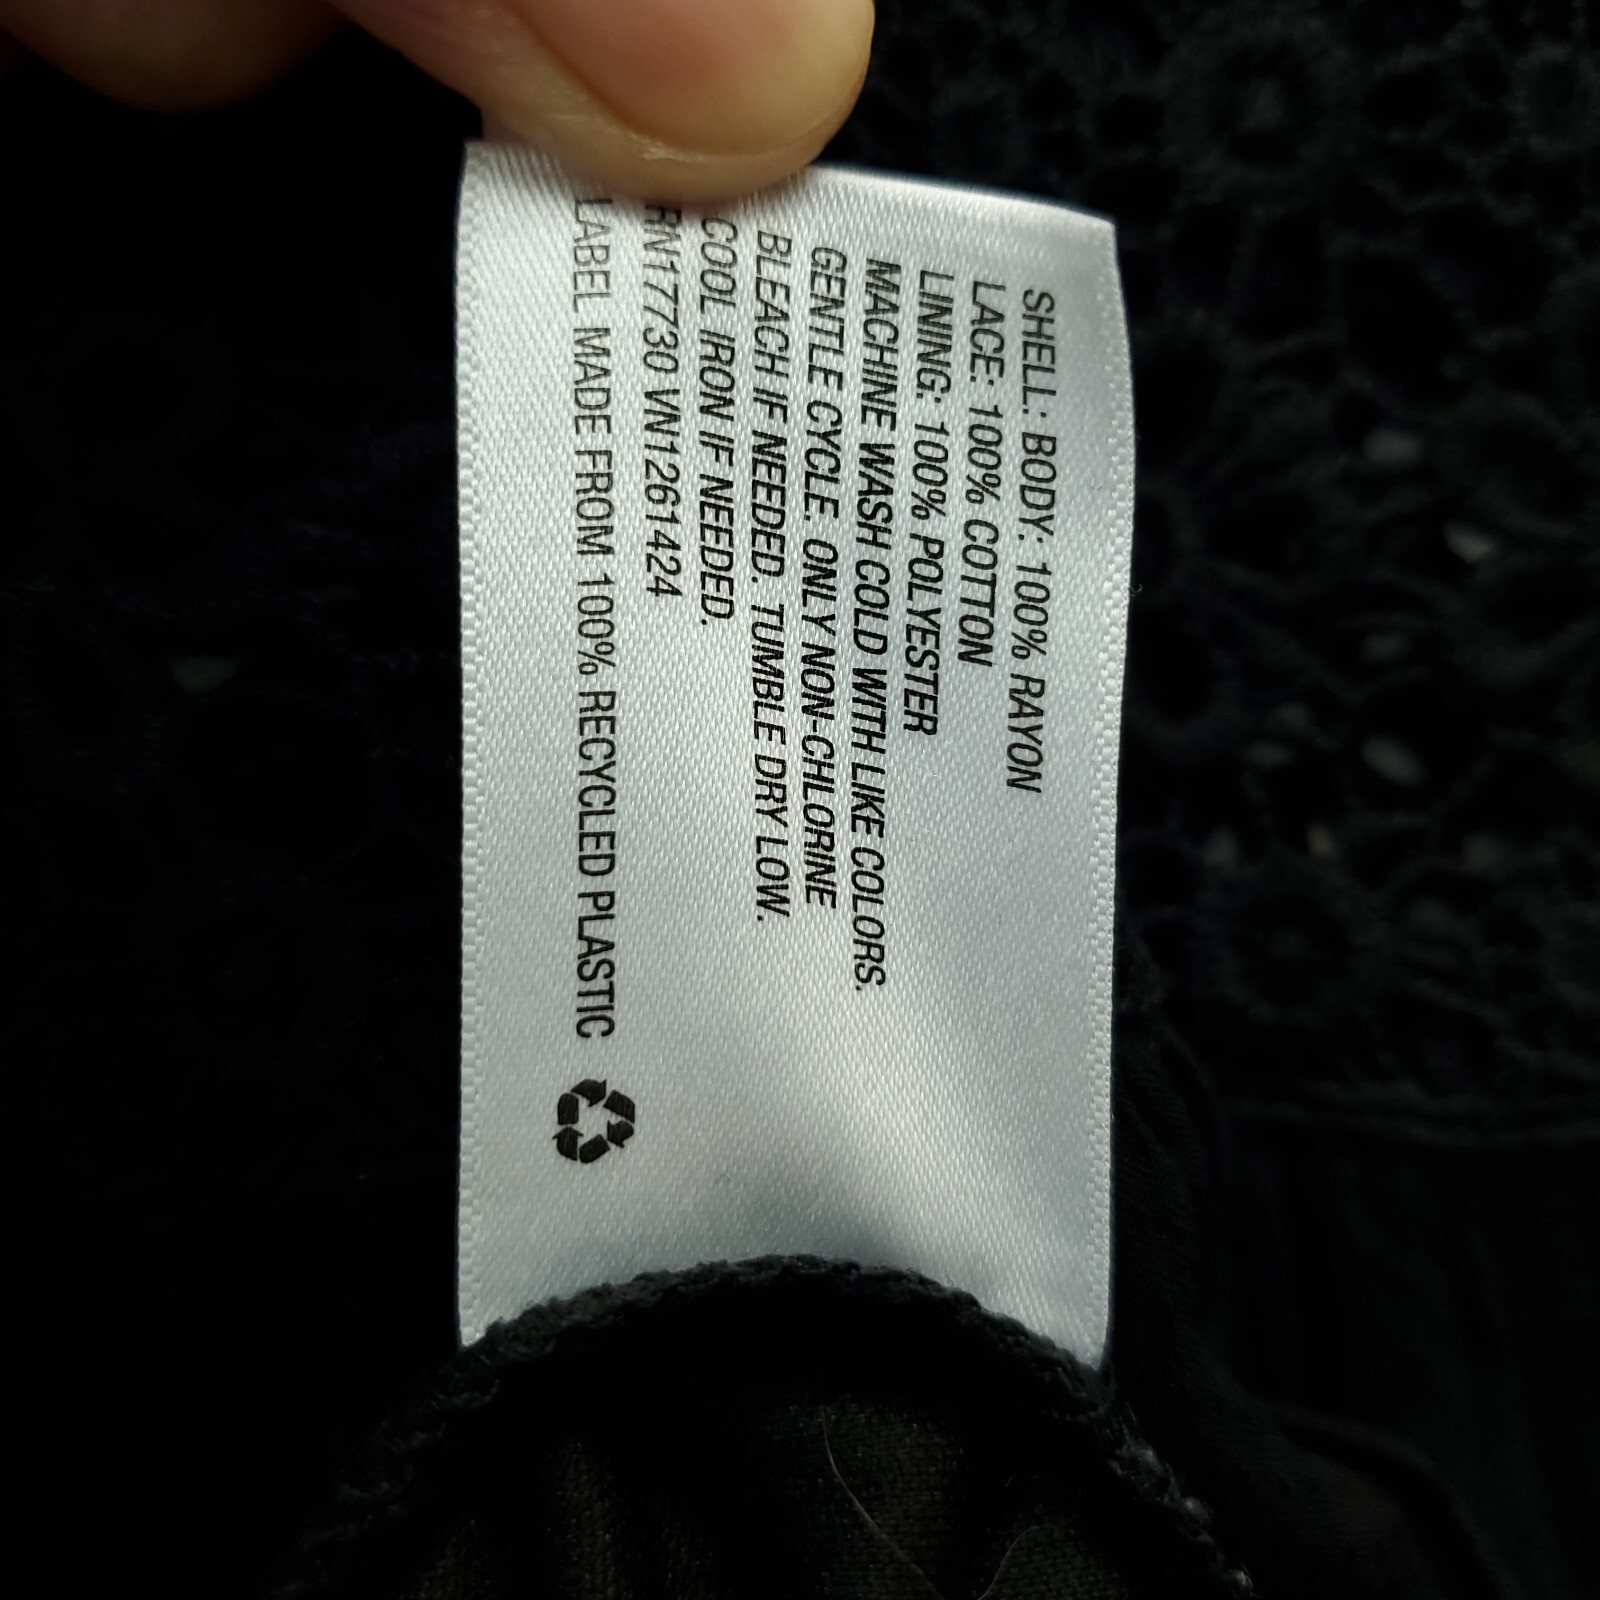 SHELL: BODY: 100% RAYON
LACE: 100% COTTON
LINING: 100% POLYESTER
MACHINE WASH COLD WITH LIKE COLORS.
GENTLE CYCLE. ONLY NON-CHLORINE
BLEACH IF NEEDED. TUMBLE DRY LOW.
COOL IRON IF NEEDED.
RN17730 VN1261424
LABEL MADE FROM 100% RECYCLED PLASTIC